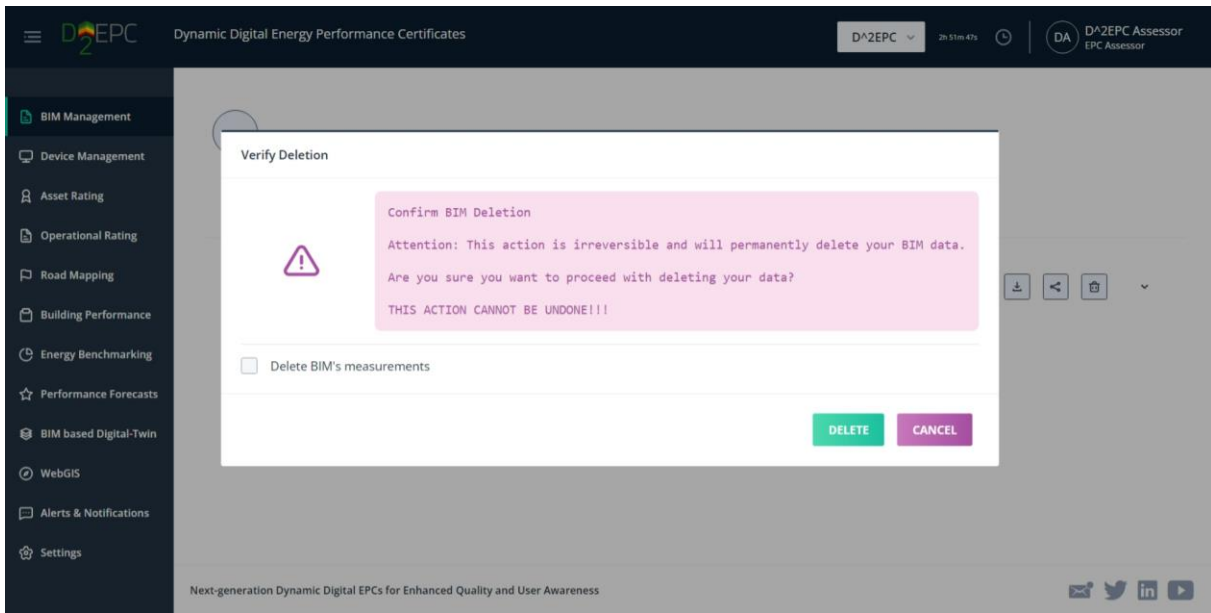 D2EPC
Dynamic Digital Energy Performance Certificates
D^2EPC
2h 51m 47s
DA
D^2EPC Assessor
EPC Assessor
BIM Management
Device Management
Asset Rating
Operational Rating
Road Mapping
Building Performance
Energy Benchmarking
Performance Forecasts
BIM based Digital-Twin
WebGIS
Alerts & Notifications
Settings
Verify Deletion
Confirm BIM Deletion
Attention: This action is irreversible and will permanently delete your BIM data.
Are you sure you want to proceed with deleting your data?
THIS ACTION CANNOT BE UNDONE!!!
Delete BIM's measurements
DELETE
CANCEL
Next-generation Dynamic Digital EPCs for Enhanced Quality and User Awareness
in